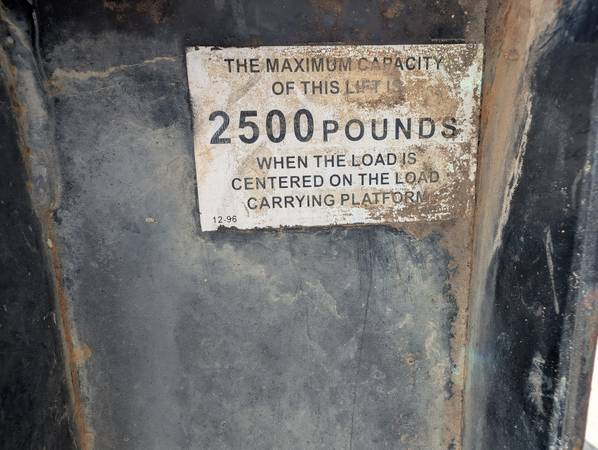 THE MAXIMUM CAPACITY
OF THIS LIFT IS
2500 POUNDS
WHEN THE LOAD IS
CENTERED ON THE LOAD
CARRYING PLATFORM
12-96